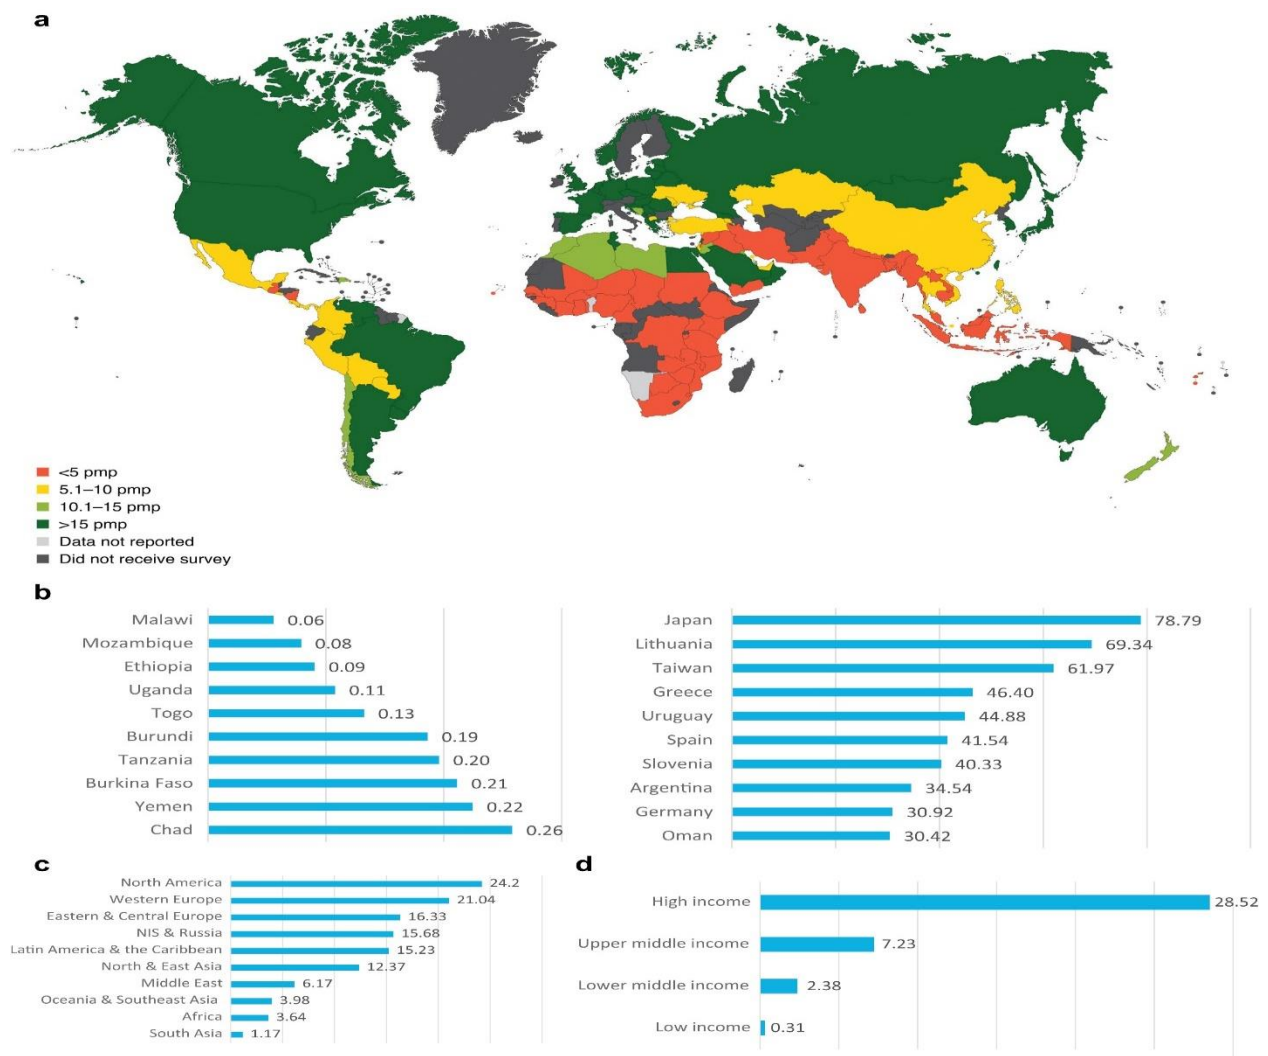 a
<5 pmp
5.1–10 pmp
10.1–15 pmp
>15 pmp
Data not reported
Did not receive survey
b
Malawi 0.06
Mozambique 0.08
Ethiopia 0.09
Uganda 0.11
Togo 0.13
Burundi 0.19
Tanzania 0.20
Burkina Faso 0.21
Yemen 0.22
Chad 0.26
Japan 78.79
Lithuania 69.34
Taiwan 61.97
Greece 46.40
Uruguay 44.88
Spain 41.54
Slovenia 40.33
Argentina 34.54
Germany 30.92
Oman 30.42
c
North America 24.2
Western Europe 21.04
Eastern & Central Europe 16.33
NIS & Russia 15.68
Latin America & the Caribbean 15.23
North & East Asia 12.37
Middle East 6.17
Oceania & Southeast Asia 3.98
Africa 3.64
South Asia 1.17
d
High income 28.52
Upper middle income 7.23
Lower middle income 2.38
Low income 0.31